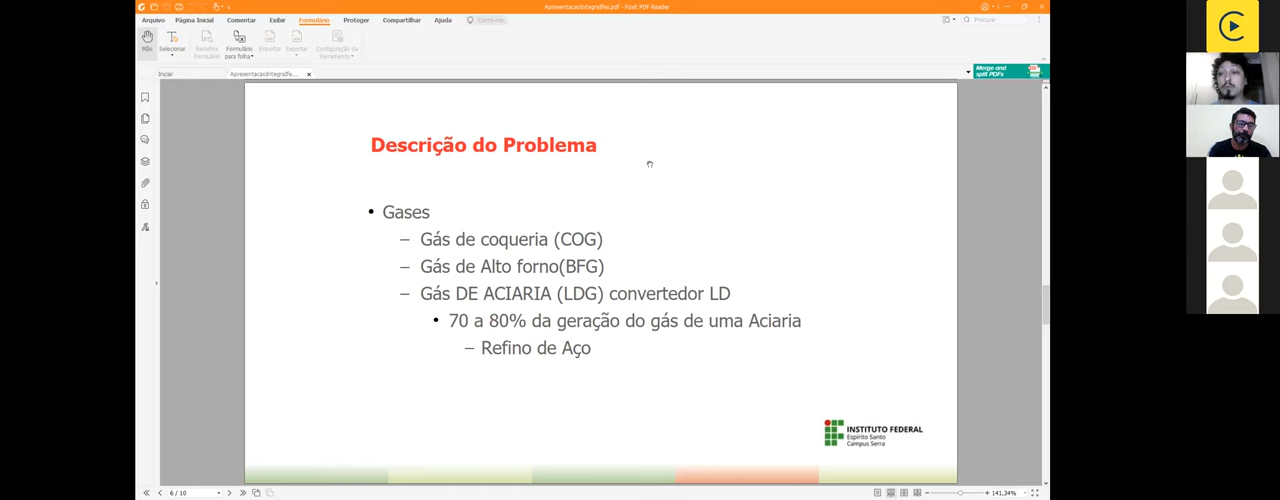 ApresentacaoIntegralfes.pdf - Foxit PDF Reader
Arquivo Página Inicial Comentar Exibir Formulário Proteger Compartilhar Ajuda Conte-me... Procurar
Mão Selecionar Redefinir Formulário Formulário para folha Importar Exportar Configuração da Ferramenta
Iniciar ApresentacaoIntegralfe... Merge and split PDFs
Descrição do Problema
• Gases
– Gás de coqueria (COG)
– Gás de Alto forno(BFG)
– Gás DE ACIARIA (LDG) convertedor LD
• 70 a 80% da geração do gás de uma Aciaria
– Refino de Aço
INSTITUTO FEDERAL
Espírito Santo
Campus Serra
6 / 10 141,34%